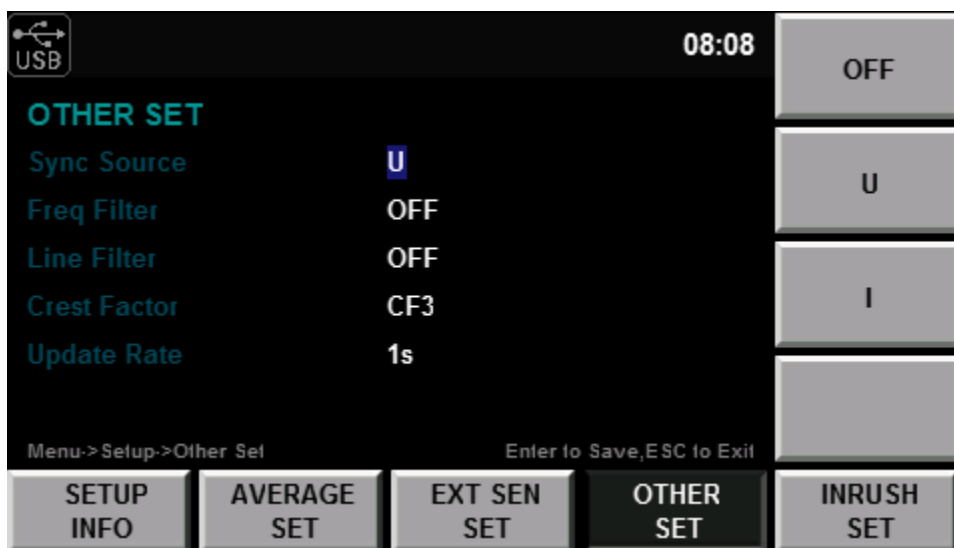 USB
08:08
OFF
OTHER SET
Sync Source U
U
Freq Filter OFF
Line Filter OFF
I
Crest Factor CF3
Update Rate 1s
Menu->Setup->Other Set Enter to Save,ESC to Exit
SETUP INFO
AVERAGE SET
EXT SEN SET
OTHER SET
INRUSH SET